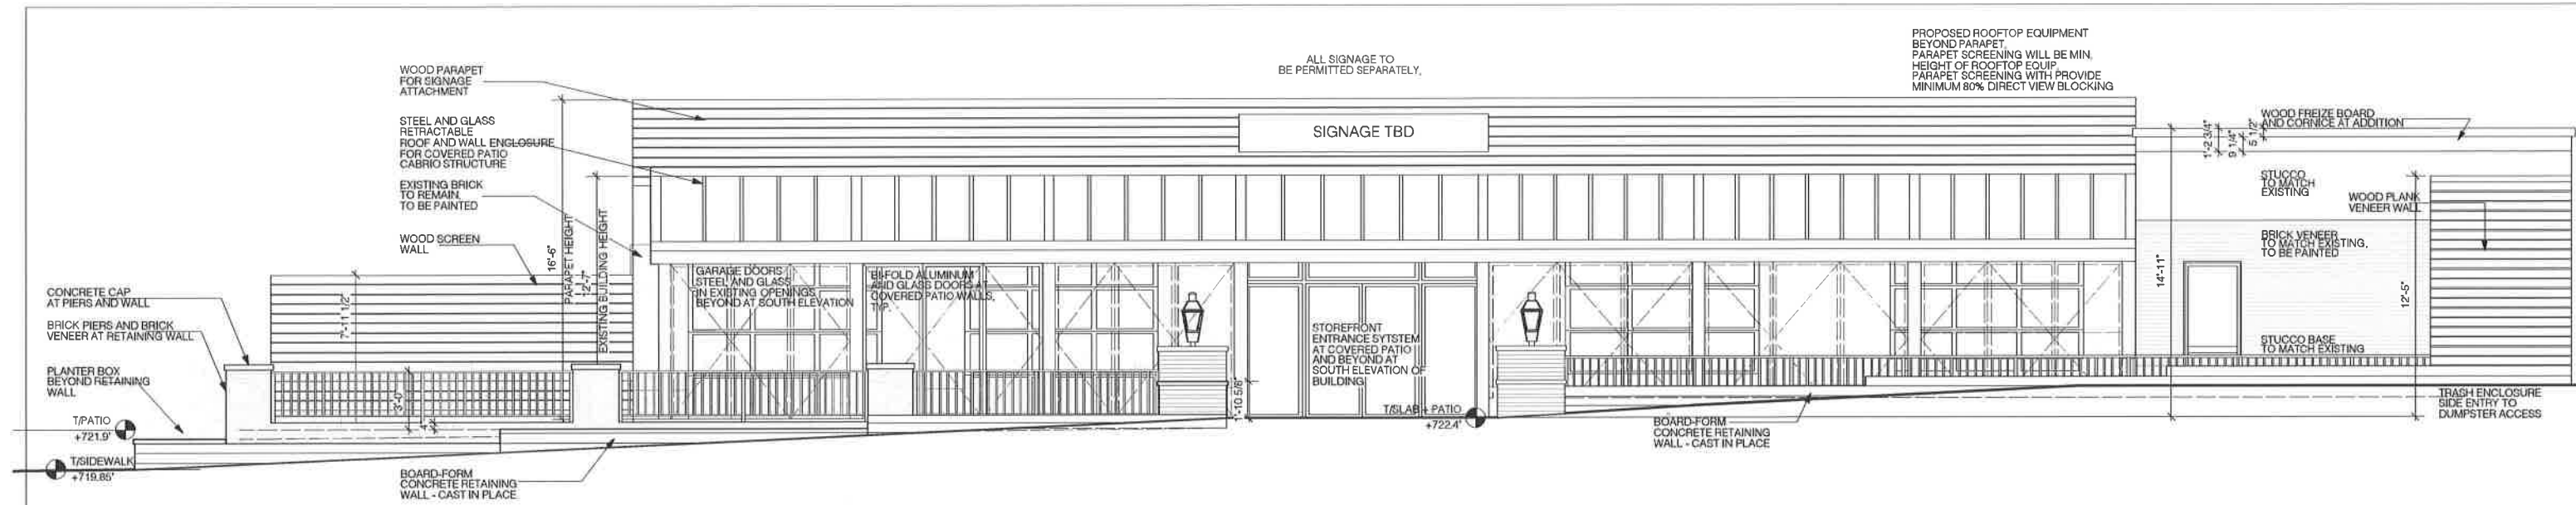 WOOD PARAPET
FOR SIGNAGE
ATTACHMENT
STEEL AND GLASS
RETRACTABLE
ROOF AND WALL ENCLOSURE
FOR COVERED PATIO
CABRIO STRUCTURE
EXISTING BRICK
TO REMAIN.
TO BE PAINTED
WOOD SCREEN
WALL
CONCRETE CAP
AT PIERS AND WALL
BRICK PIERS AND BRICK
VENEER AT RETAINING WALL
PLANTER BOX
BEYOND RETAINING
WALL
T/PATIO
+721.9'
T/SIDEWALK
+719.85'
7'-11 1/2"
16'-6"
PARAPET HEIGHT
12'-7"
EXISTING BUILDING HEIGHT
3'-0"
4"
BOARD-FORM
CONCRETE RETAINING
WALL - CAST IN PLACE
GARAGE DOORS
STEEL AND GLASS
IN EXISTING OPENINGS
BEYOND AT SOUTH ELEVATION
BI-FOLD ALUMINUM
AND GLASS DOORS AT
COVERED PATIO WALLS,
TYP.
ALL SIGNAGE TO
BE PERMITTED SEPARATELY.
SIGNAGE TBD
STOREFRONT
ENTRANCE SYTSTEM
AT COVERED PATIO
AND BEYOND AT
SOUTH ELEVATION OF
BUILDING
1'-10 5/8"
T/SLAB + PATIO
+722.4'
BOARD-FORM
CONCRETE RETAINING
WALL - CAST IN PLACE
PROPOSED ROOFTOP EQUIPMENT
BEYOND PARAPET.
PARAPET SCREENING WILL BE MIN.
HEIGHT OF ROOFTOP EQUIP.
PARAPET SCREENING WITH PROVIDE
MINIMUM 80% DIRECT VIEW BLOCKING
WOOD FREIZE BOARD
AND CORNICE AT ADDITION
1'-2 3/4"
9 1/4"
5 1/2"
STUCCO
TO MATCH
EXISTING
WOOD PLANK
VENEER WALL
BRICK VENEER
TO MATCH EXISTING,
TO BE PAINTED
14'-11"
12'-5"
STUCCO BASE
TO MATCH EXISTING
TRASH ENCLOSURE
SIDE ENTRY TO
DUMPSTER ACCESS